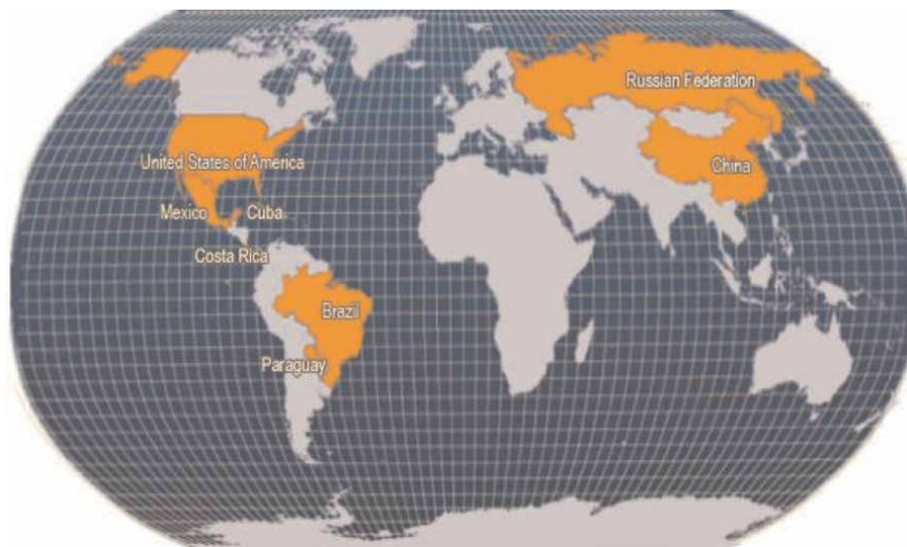 Russian Federation
United States of America
China
Mexico
Cuba
Costa Rica
Brazil
Paraguay